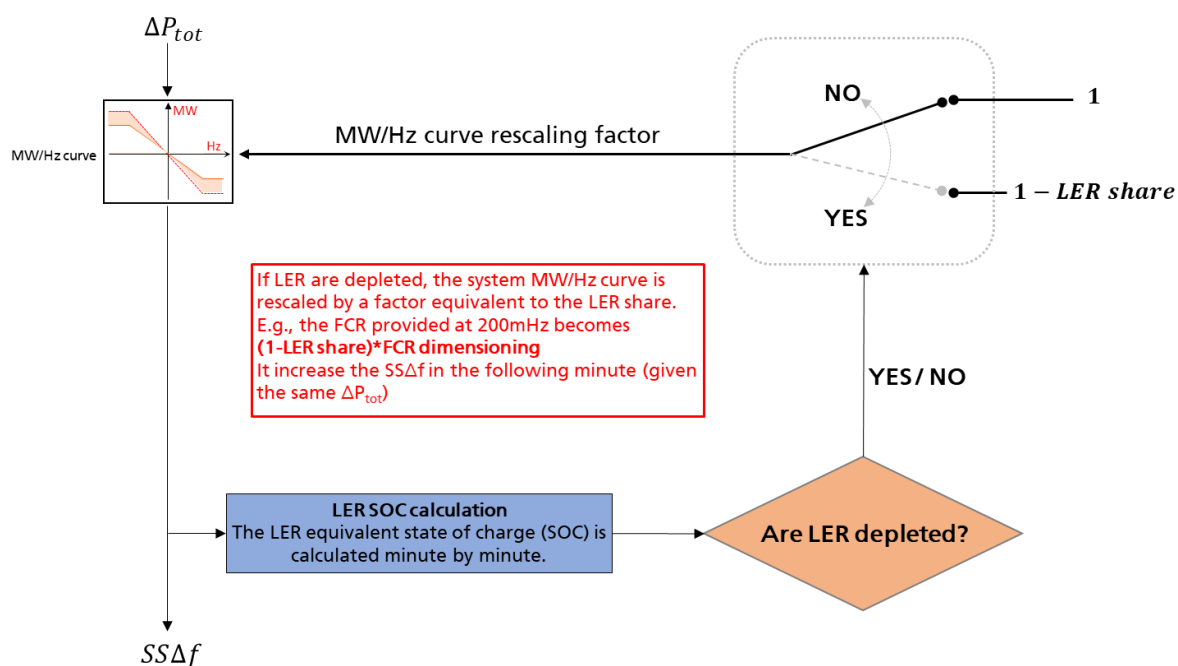 ΔP_tot
MW
Hz
MW/Hz curve
MW/Hz curve rescaling factor
NO
1
1 − LER share
YES
If LER are depleted, the system MW/Hz curve is
rescaled by a factor equivalent to the LER share.
E.g., the FCR provided at 200mHz becomes
(1-LER share)*FCR dimensioning
It increase the SSΔf in the following minute (given
the same ΔP_tot)
YES/ NO
LER SOC calculation
The LER equivalent state of charge (SOC) is
calculated minute by minute.
Are LER depleted?
SSΔf